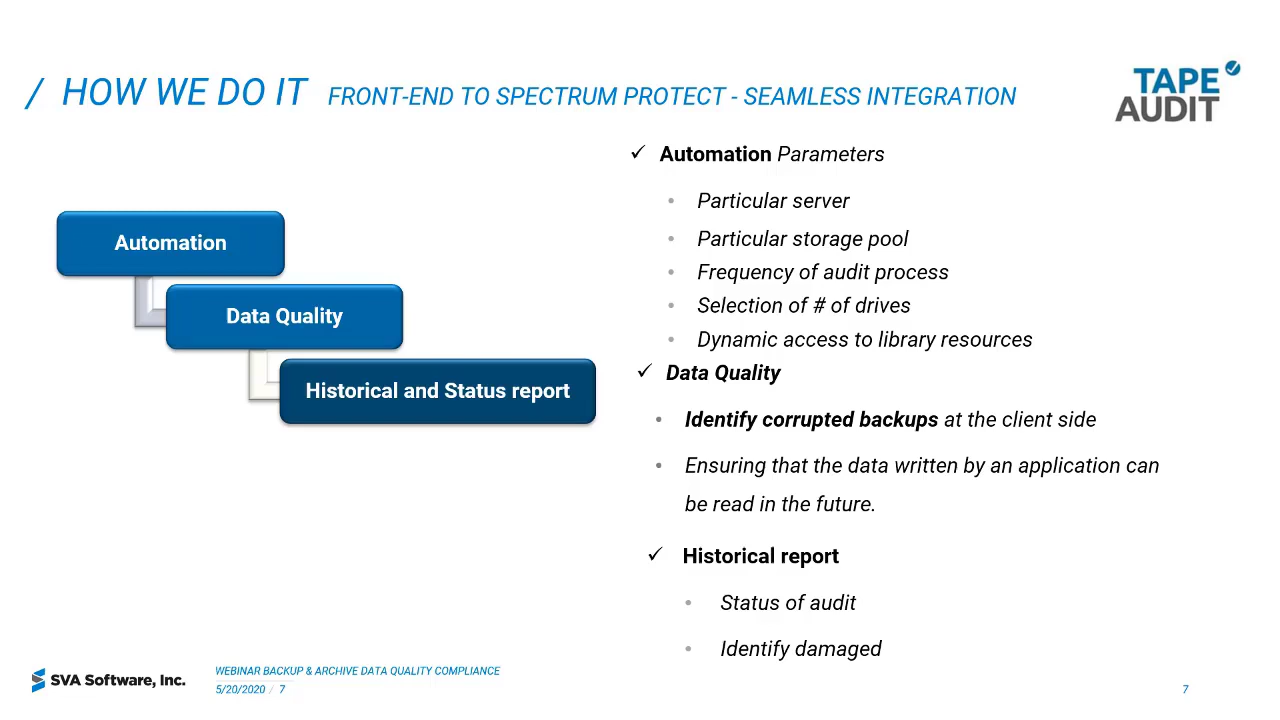 / HOW WE DO IT FRONT-END TO SPECTRUM PROTECT - SEAMLESS INTEGRATION
TAPE
AUDIT
Automation
Data Quality
Historical and Status report
✓ Automation Parameters
• Particular server
• Particular storage pool
• Frequency of audit process
• Selection of # of drives
• Dynamic access to library resources
✓ Data Quality
• Identify corrupted backups at the client side
• Ensuring that the data written by an application can
be read in the future.
✓ Historical report
• Status of audit
• Identify damaged
SVA Software, Inc.
WEBINAR BACKUP & ARCHIVE DATA QUALITY COMPLIANCE
5/20/2020 / 7
7